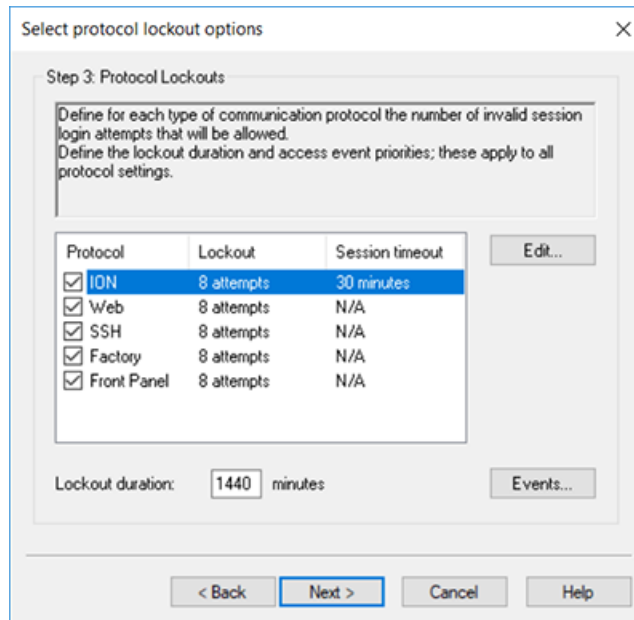 Select protocol lockout options
Step 3: Protocol Lockouts
Define for each type of communication protocol the number of invalid session
login attempts that will be allowed.
Define the lockout duration and access event priorities; these apply to all
protocol settings.
Protocol Lockout Session timeout
ION 8 attempts 30 minutes
Web 8 attempts N/A
SSH 8 attempts N/A
Factory 8 attempts N/A
Front Panel 8 attempts N/A
Edit...
Lockout duration: 1440 minutes
Events...
< Back Next > Cancel Help